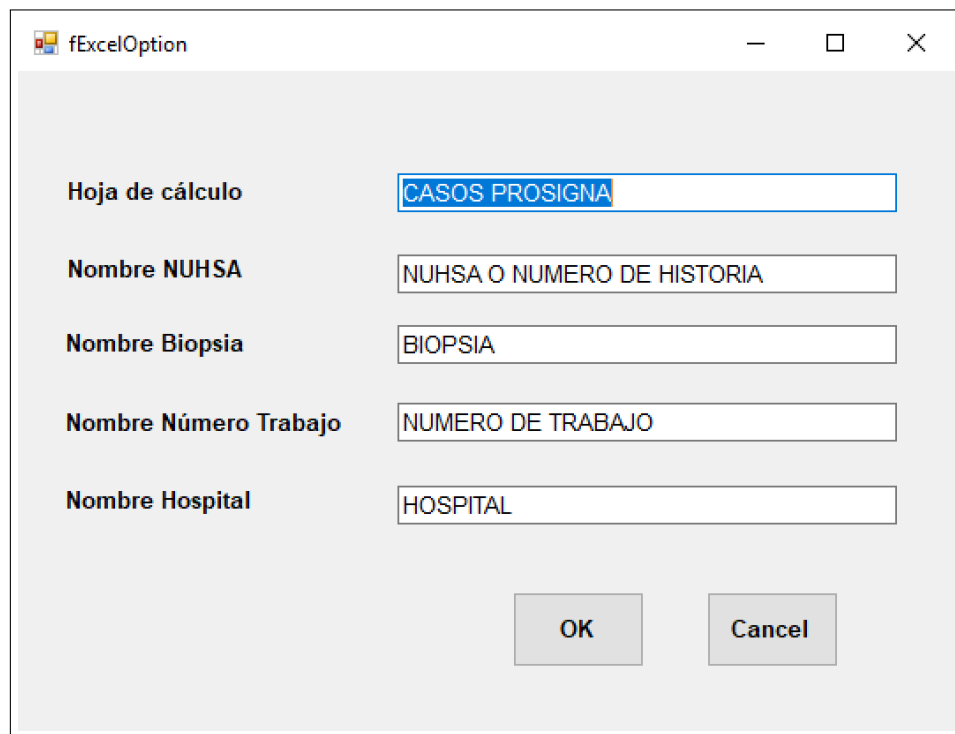 fExcelOption
Hoja de cálculo CASOS PROSIGNA
Nombre NUHSA NUHSA O NUMERO DE HISTORIA
Nombre Biopsia BIOPSIA
Nombre Número Trabajo NUMERO DE TRABAJO
Nombre Hospital HOSPITAL
OK Cancel